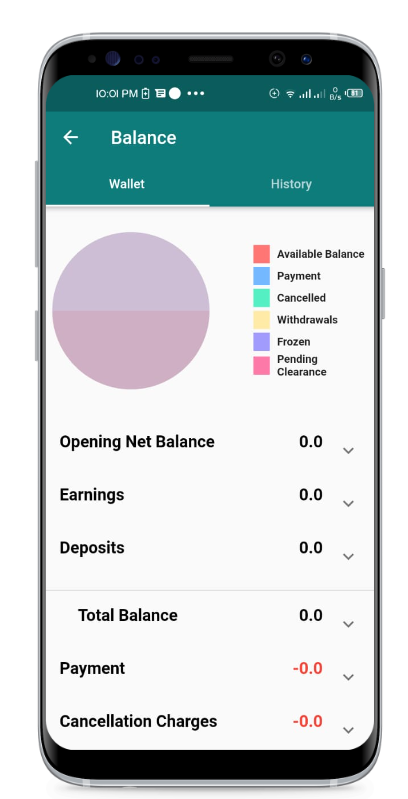 10:01 PM 0 B/s 81
Balance
Wallet History
Available Balance
Payment
Cancelled
Withdrawals
Frozen
Pending
Clearance
Opening Net Balance 0.0
Earnings 0.0
Deposits 0.0
Total Balance 0.0
Payment -0.0
Cancellation Charges -0.0